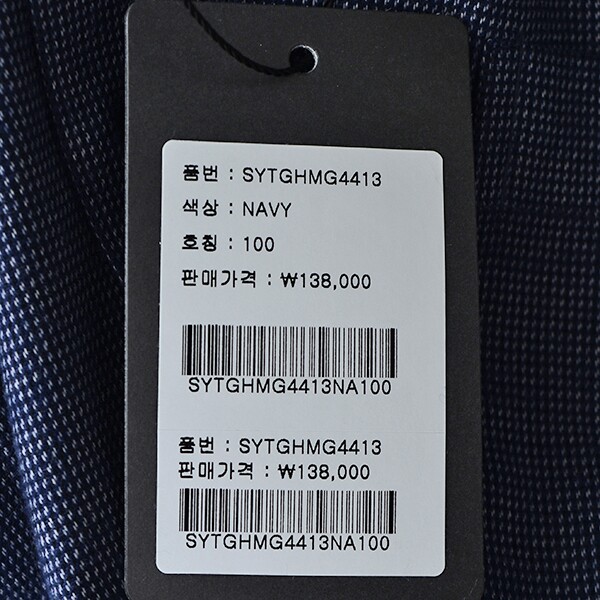 품번 : SYTGHMG4413
색상 : NAVY
호칭 : 100
판매가격 : ₩138,000
SYTGHMG4413NA100
품번 : SYTGHMG4413
판매가격 : ₩138,000
SYTGHMG4413NA100